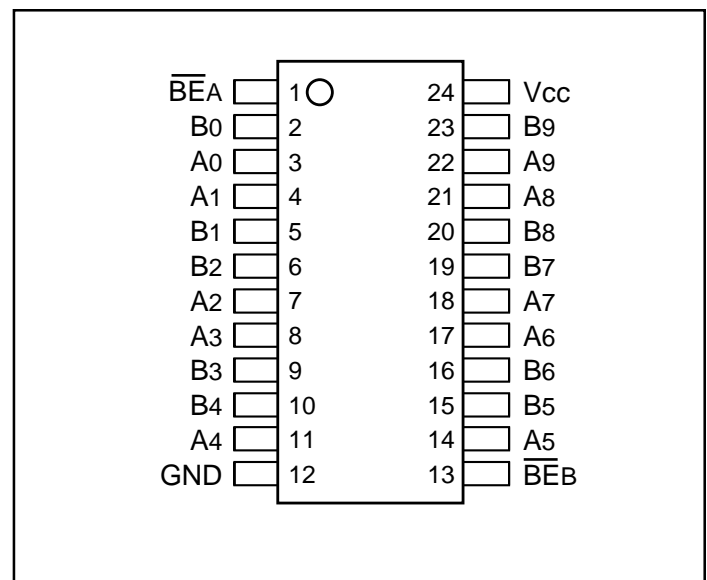 B̅E̅A 1 24 Vcc
B0 2 23 B9
A0 3 22 A9
A1 4 21 A8
B1 5 20 B8
B2 6 19 B7
A2 7 18 A7
A3 8 17 A6
B3 9 16 B6
B4 10 15 B5
A4 11 14 A5
GND 12 13 B̅E̅B